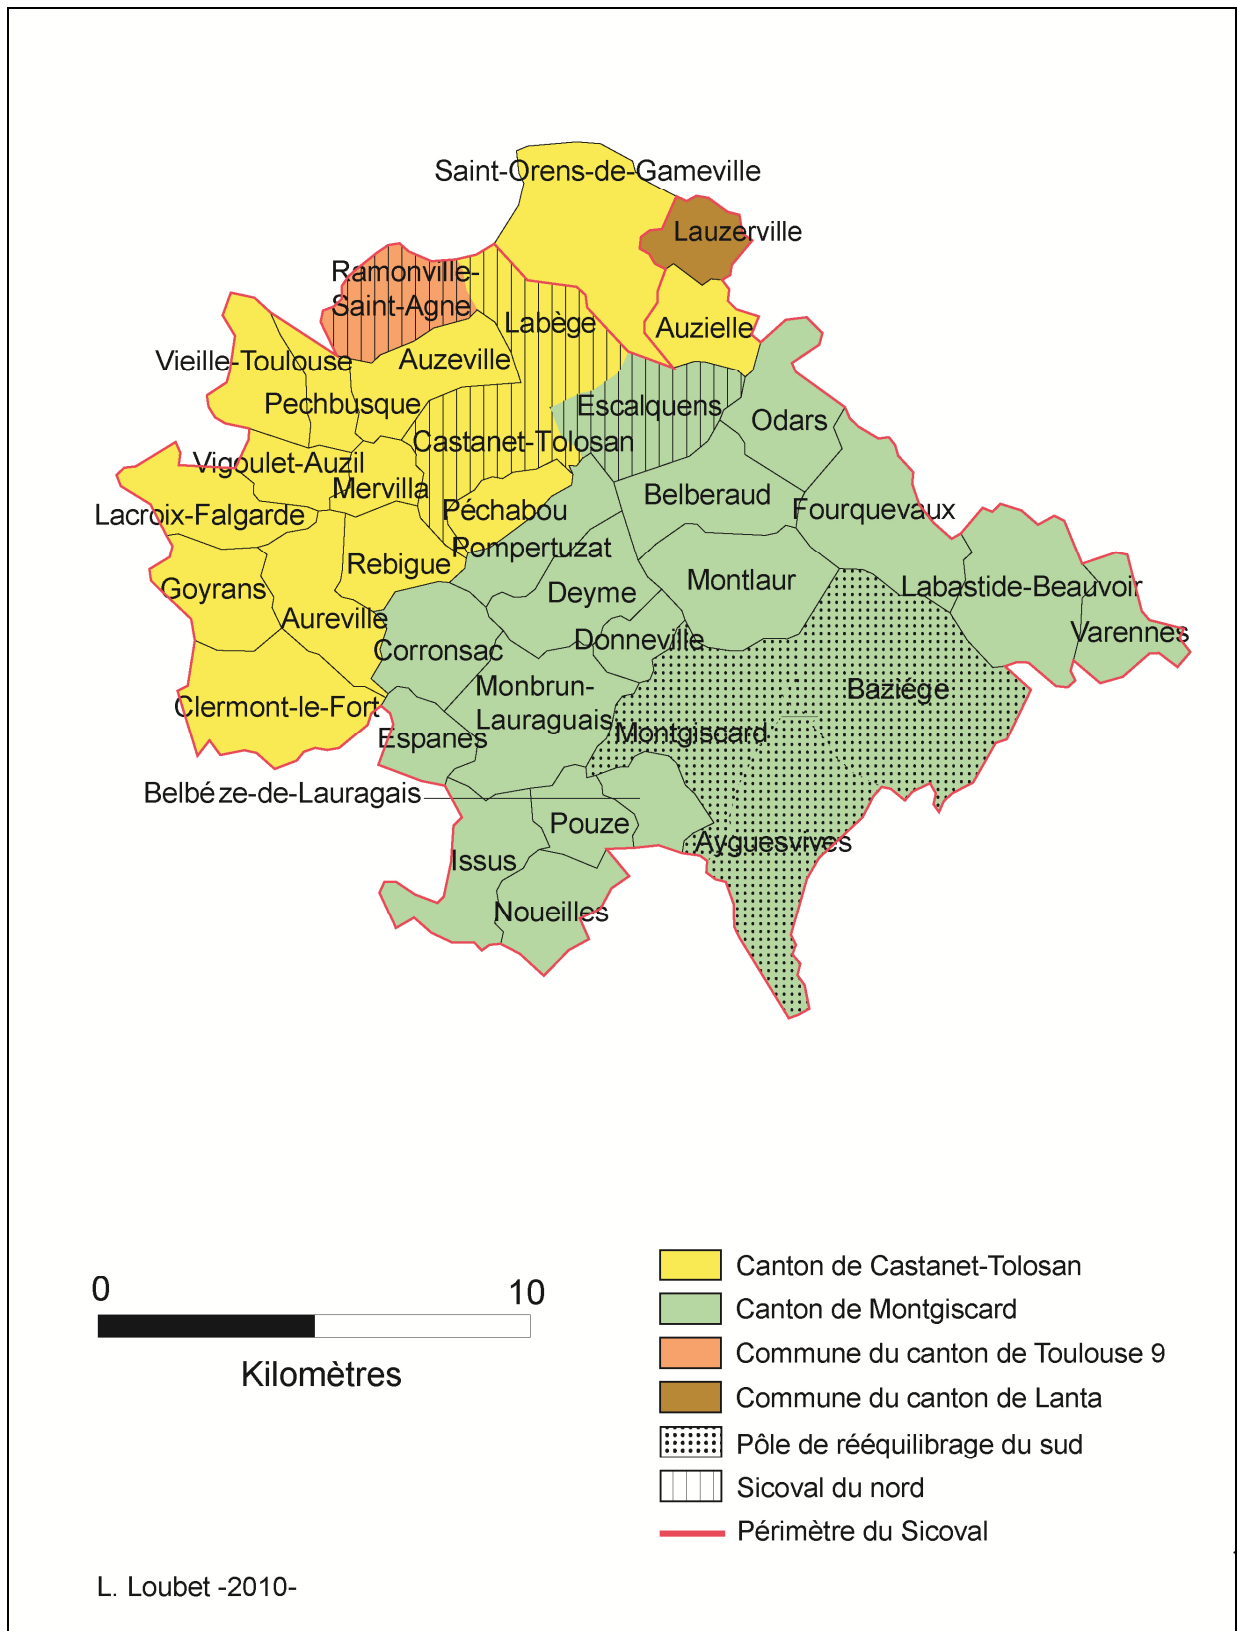 Saint-Orens-de-Gameville
Lauzerville
Ramonville-
Saint-Agne
Labège
Auzielle
Vieille-Toulouse
Auzeville
Pechbusque
Escalquens
Odars
Castanet-Tolosan
Vigoulet-Auzil
Mervilla
Belberaud
Lacroix-Falgarde
Péchabou
Fourquevaux
Pompertuzat
Rebigue
Montlaur
Goyrans
Deyme
Labastide-Beauvoir
Aureville
Donneville
Varennes
Corronsac
Monbrun-
Lauraguais
Baziége
Clermont-le-Fort
Espanes
Montgiscard
Belbéze-de-Lauragais
Pouze
Ayguesvives
Issus
Noueilles
0 10
Kilomètres
Canton de Castanet-Tolosan
Canton de Montgiscard
Commune du canton de Toulouse 9
Commune du canton de Lanta
Pôle de rééquilibrage du sud
Sicoval du nord
Périmètre du Sicoval
L. Loubet -2010-